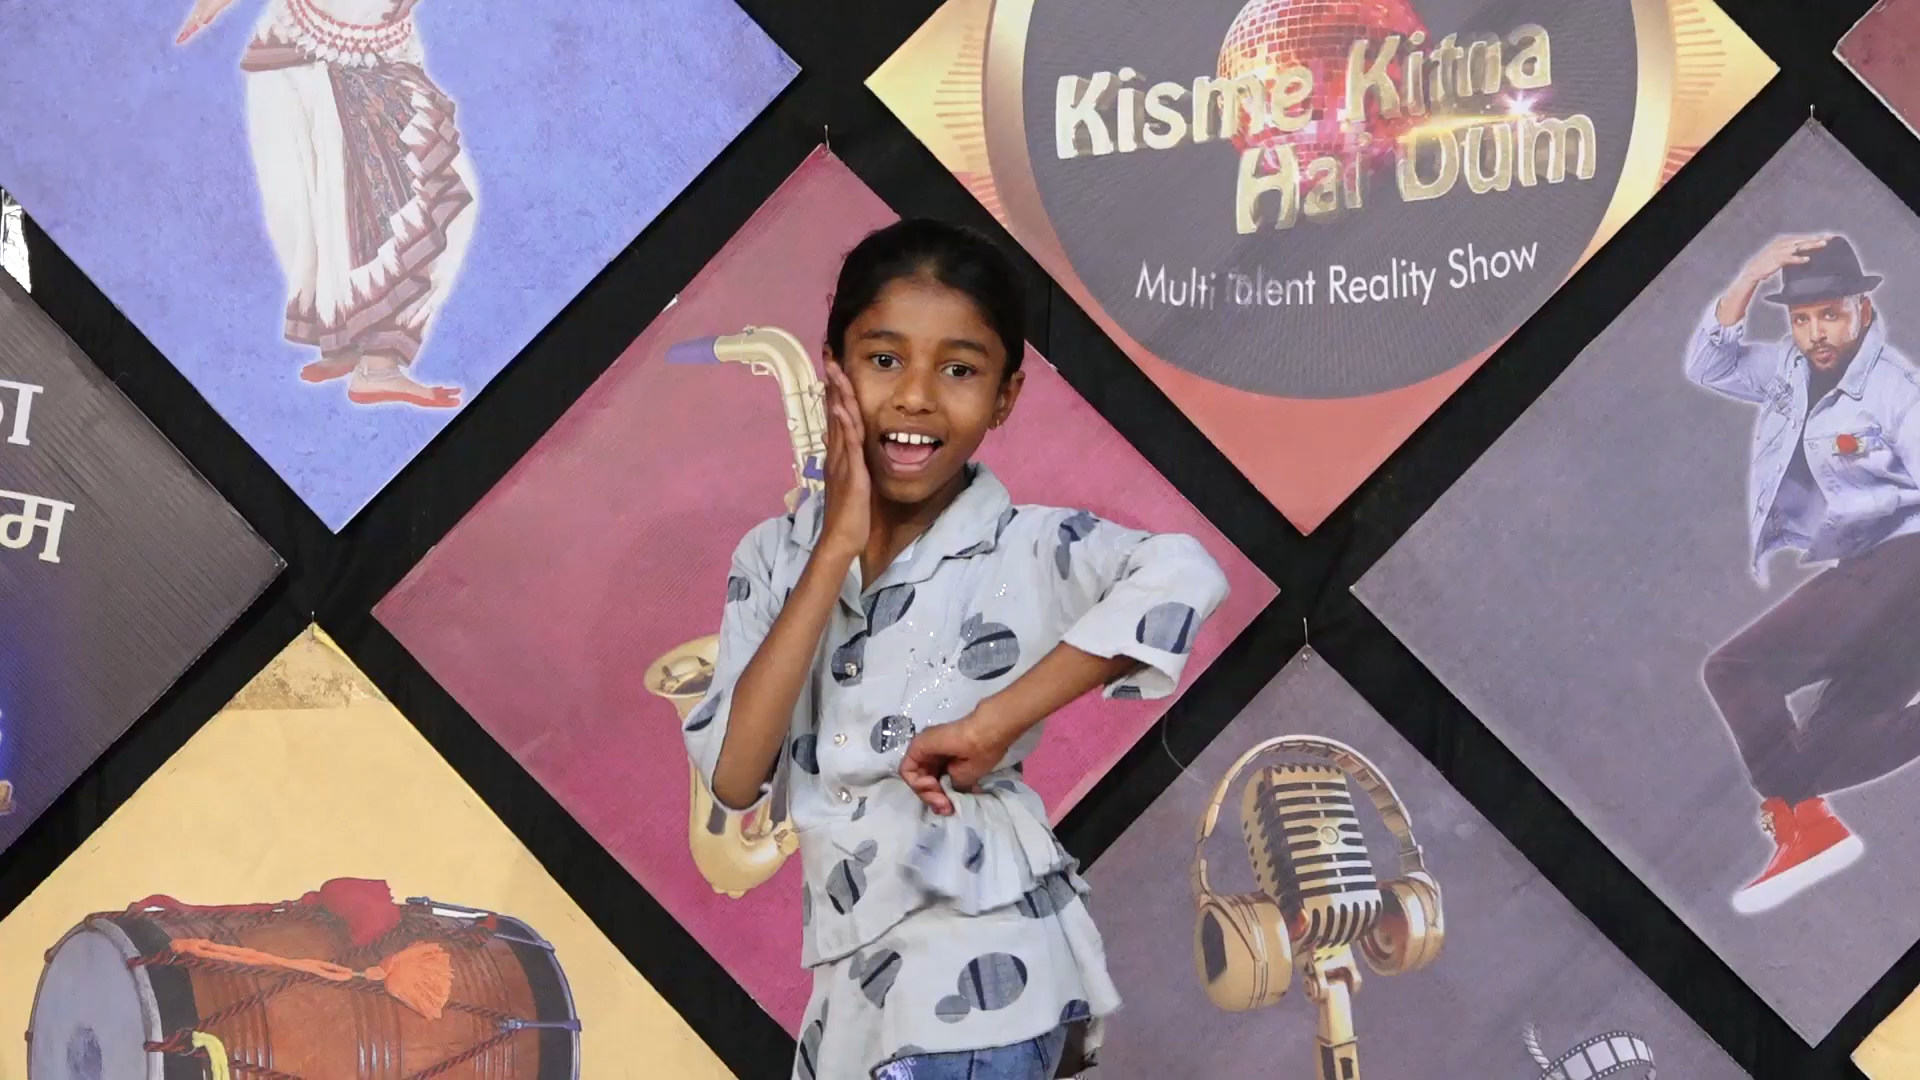 Kisme Kitna
Hai Dum
Multi Talent Reality Show
का
म